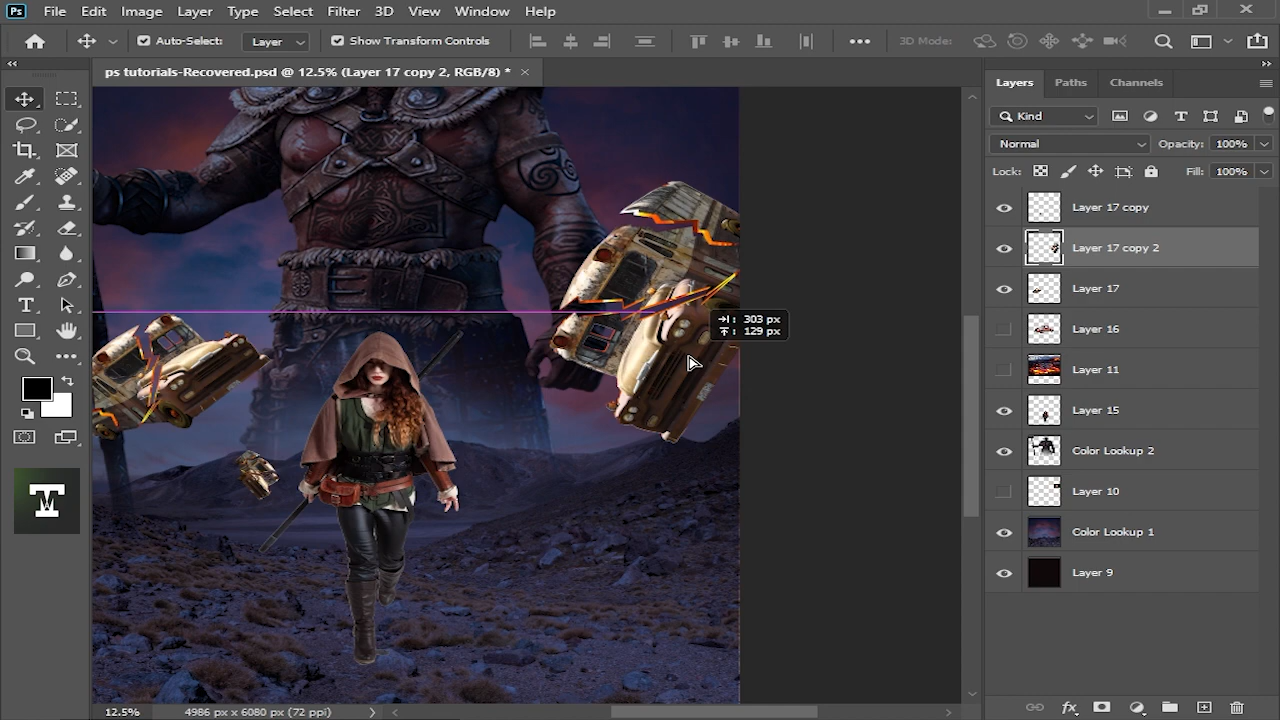 Ps File Edit Image Layer Type Select Filter 3D View Window Help
Auto-Select: Layer Show Transform Controls 3D Mode:
ps tutorials-Recovered.psd @ 12.5% (Layer 17 copy 2, RGB/8) * ×
Layers Paths Channels
Kind
Normal Opacity: 100%
Lock: Fill: 100%
Layer 17 copy
Layer 17 copy 2
Layer 17
Layer 16
Layer 11
Layer 15
Color Lookup 2
Layer 10
Color Lookup 1
Layer 9
: 303 px
: 129 px
12.5% 4986 px x 6080 px (72 ppi)